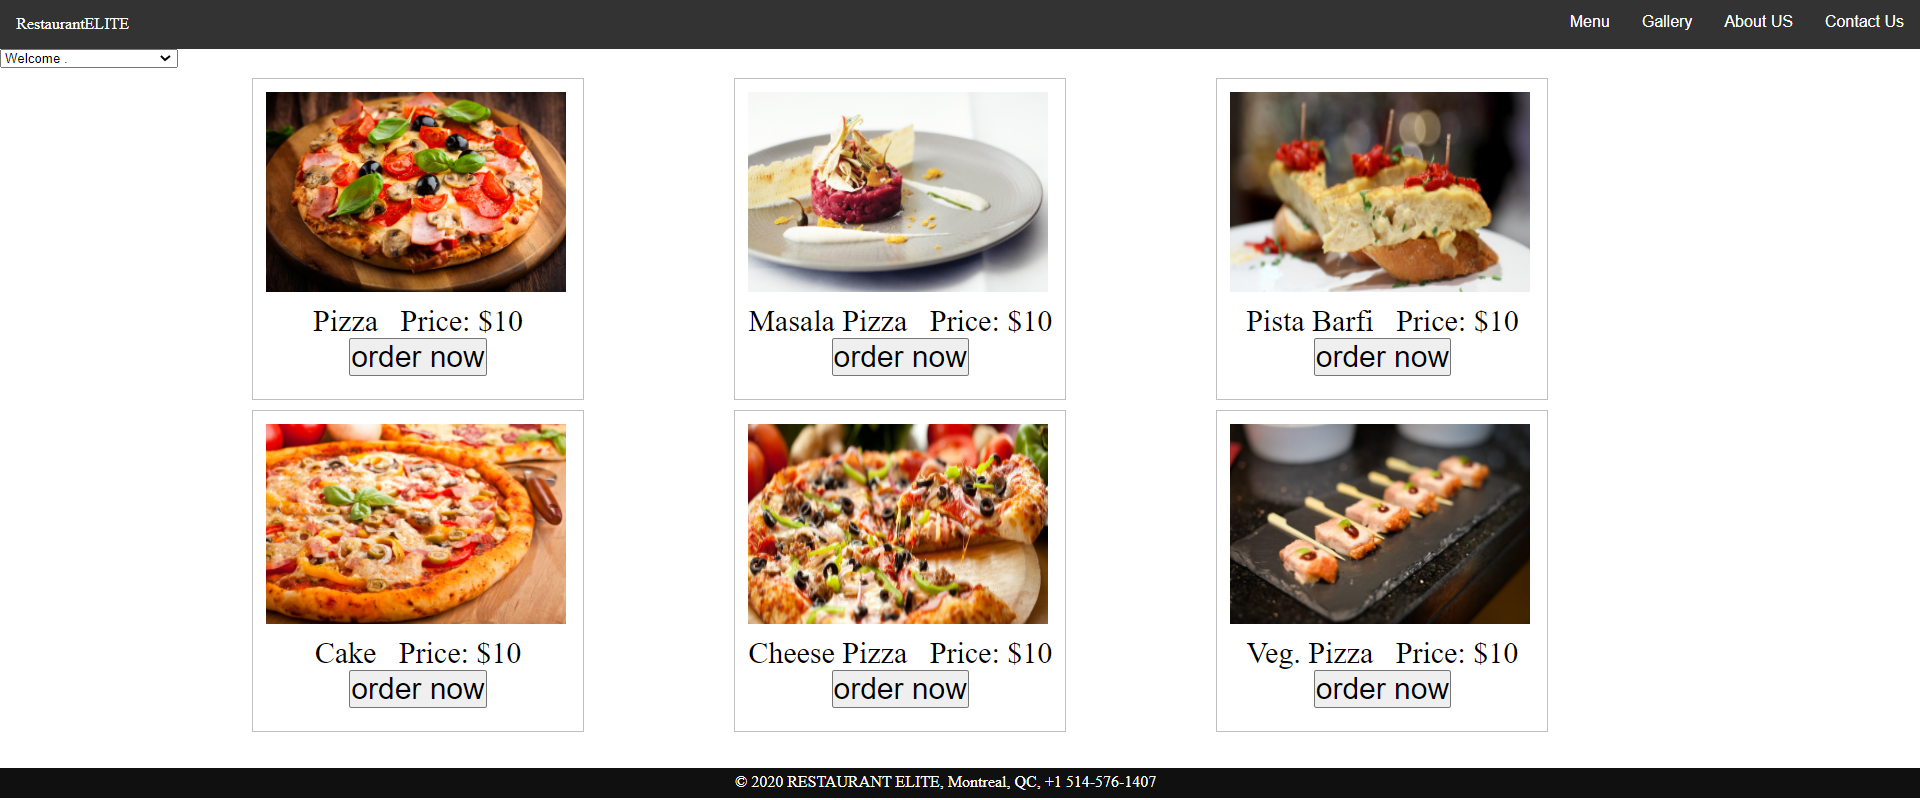 RestaurantELITE
Menu Gallery About US Contact Us
Welcome .
Pizza Price: $10
order now
Masala Pizza Price: $10
order now
Pista Barfi Price: $10
order now
Cake Price: $10
order now
Cheese Pizza Price: $10
order now
Veg. Pizza Price: $10
order now
© 2020 RESTAURANT ELITE, Montreal, QC, +1 514-576-1407